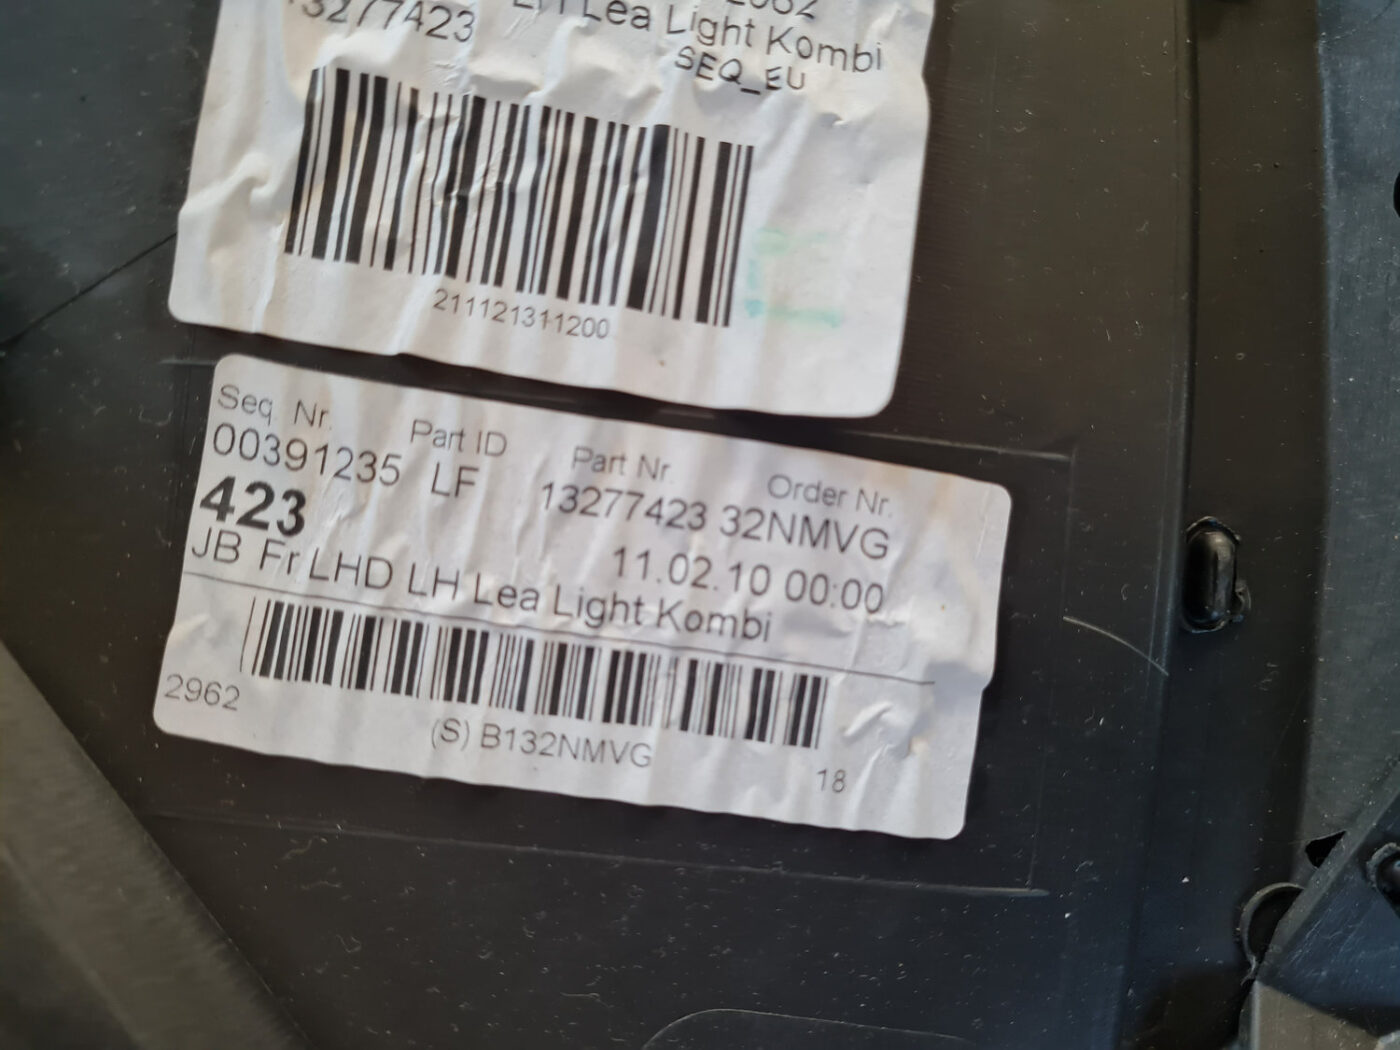 13277423 LH Lea Light Kombi
SEQ_EU
211121311200
Seq. Nr. Part ID Part Nr. Order Nr.
00391235 LF 13277423 32NMVG
423 11.02.10 00:00
JB Fr LHD LH Lea Light Kombi
2962 (S) B132NMVG 18